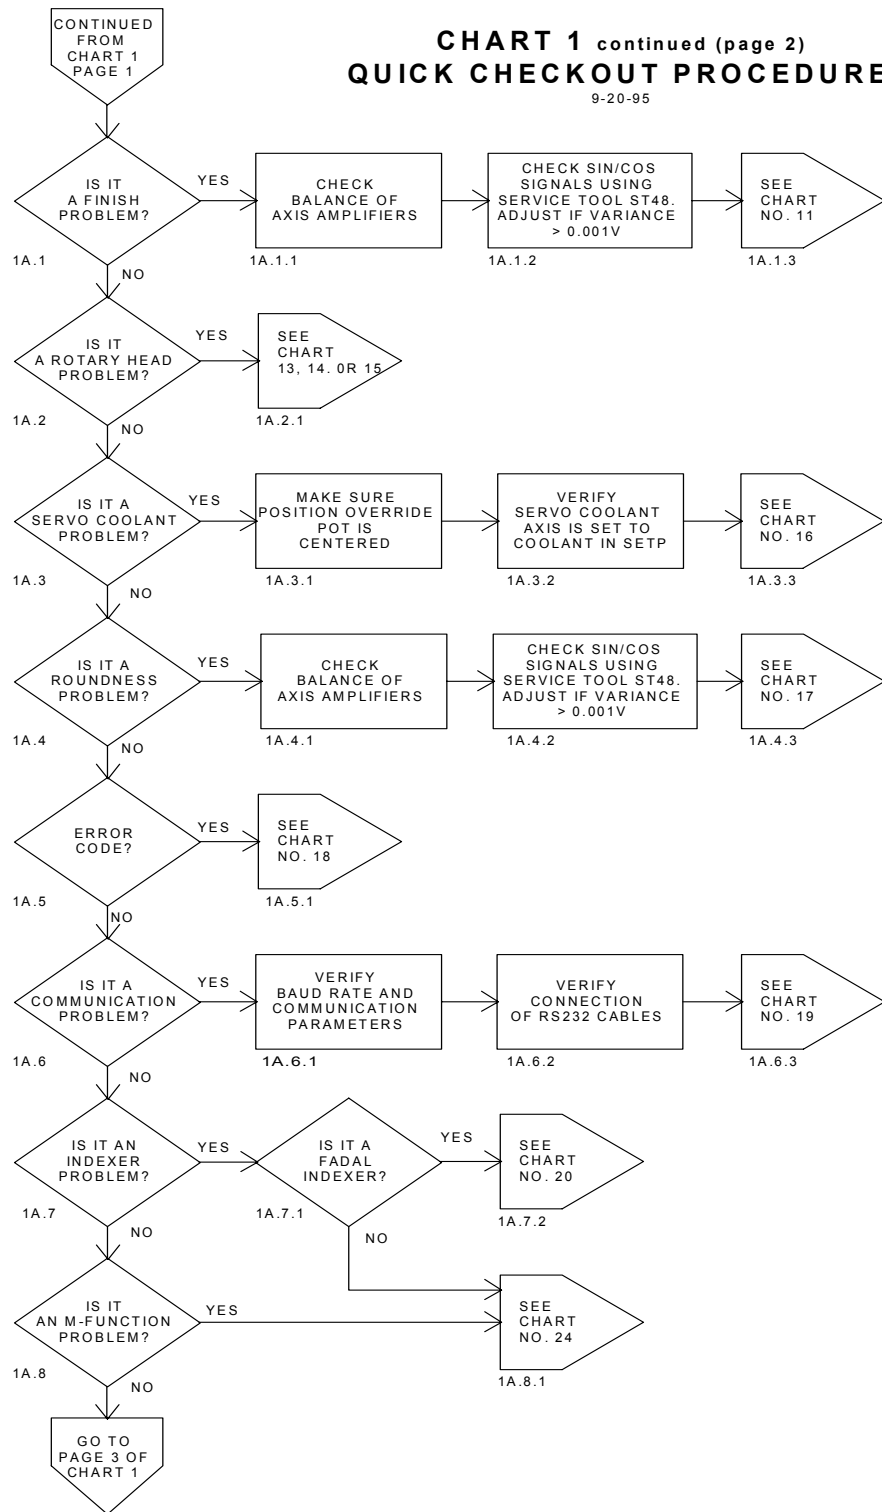 CONTINUED
FROM
CHART 1
PAGE 1
CHART 1 continued (page 2)
QUICK CHECKOUT PROCEDURE
9-20-95
IS IT
A FINISH
PROBLEM?
YES
CHECK
BALANCE OF
AXIS AMPLIFIERS
CHECK SIN/COS
SIGNALS USING
SERVICE TOOL ST48.
ADJUST IF VARIANCE
> 0.001V
SEE
CHART
NO. 11
1A.1
NO
1A.1.1
1A.1.2
1A.1.3
IS IT
A ROTARY HEAD
PROBLEM?
YES
SEE
CHART
13, 14. 0R 15
1A.2
NO
1A.2.1
IS IT A
SERVO COOLANT
PROBLEM?
YES
MAKE SURE
POSITION OVERRIDE
POT IS
CENTERED
VERIFY
SERVO COOLANT
AXIS IS SET TO
COOLANT IN SETP
SEE
CHART
NO. 16
1A.3
NO
1A.3.1
1A.3.2
1A.3.3
IS IT A
ROUNDNESS
PROBLEM?
YES
CHECK
BALANCE OF
AXIS AMPLIFIERS
CHECK SIN/COS
SIGNALS USING
SERVICE TOOL ST48.
ADJUST IF VARIANCE
> 0.001V
SEE
CHART
NO. 17
1A.4
NO
1A.4.1
1A.4.2
1A.4.3
ERROR
CODE?
YES
SEE
CHART
NO. 18
1A.5
NO
1A.5.1
IS IT A
COMMUNICATION
PROBLEM?
YES
VERIFY
BAUD RATE AND
COMMUNICATION
PARAMETERS
VERIFY
CONNECTION
OF RS232 CABLES
SEE
CHART
NO. 19
1A.6
NO
1A.6.1
1A.6.2
1A.6.3
IS IT AN
INDEXER
PROBLEM?
YES
IS IT A
FADAL
INDEXER?
YES
SEE
CHART
NO. 20
1A.7
NO
1A.7.1
NO
1A.7.2
IS IT
AN M-FUNCTION
PROBLEM?
YES
SEE
CHART
NO. 24
1A.8
NO
1A.8.1
GO TO
PAGE 3 OF
CHART 1